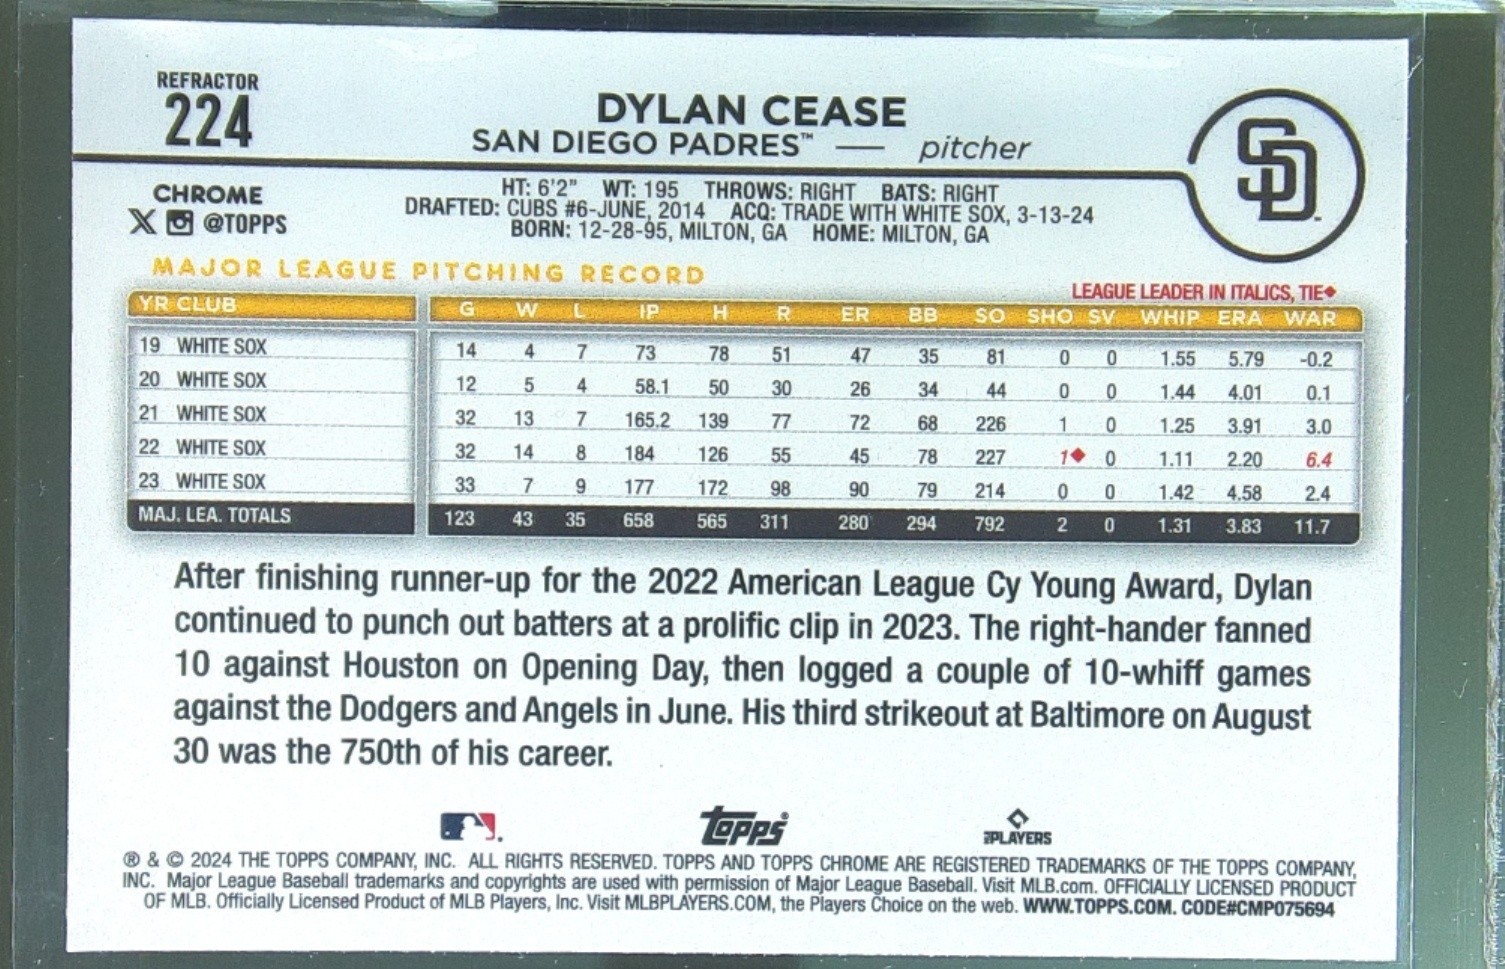 REFRACTOR
224
DYLAN CEASE
SAN DIEGO PADRES™ — pitcher
SD
CHROME
X @TOPPS
HT: 6'2" WT: 195 THROWS: RIGHT BATS: RIGHT
DRAFTED: CUBS #6-JUNE, 2014 ACQ: TRADE WITH WHITE SOX, 3-13-24
BORN: 12-28-95, MILTON, GA HOME: MILTON, GA
MAJOR LEAGUE PITCHING RECORD
LEAGUE LEADER IN ITALICS, TIE♦
YR CLUB G W L IP H R ER BB SO SHO SV WHIP ERA WAR
19 WHITE SOX 14 4 7 73 78 51 47 35 81 0 0 1.55 5.79 -0.2
20 WHITE SOX 12 5 4 58.1 50 30 26 34 44 0 0 1.44 4.01 0.1
21 WHITE SOX 32 13 7 165.2 139 77 72 68 226 1 0 1.25 3.91 3.0
22 WHITE SOX 32 14 8 184 126 55 45 78 227 1♦ 0 1.11 2.20 6.4
23 WHITE SOX 33 7 9 177 172 98 90 79 214 0 0 1.42 4.58 2.4
MAJ. LEA. TOTALS 123 43 35 658 565 311 280 294 792 2 0 1.31 3.83 11.7
After finishing runner-up for the 2022 American League Cy Young Award, Dylan
continued to punch out batters at a prolific clip in 2023. The right-hander fanned
10 against Houston on Opening Day, then logged a couple of 10-whiff games
against the Dodgers and Angels in June. His third strikeout at Baltimore on August
30 was the 750th of his career.
topps®
PLAYERS
® & © 2024 THE TOPPS COMPANY, INC. ALL RIGHTS RESERVED. TOPPS AND TOPPS CHROME ARE REGISTERED TRADEMARKS OF THE TOPPS COMPANY,
INC. Major League Baseball trademarks and copyrights are used with permission of Major League Baseball. Visit MLB.com. OFFICIALLY LICENSED PRODUCT
OF MLB. Officially Licensed Product of MLB Players, Inc. Visit MLBPLAYERS.COM, the Players Choice on the web. WWW.TOPPS.COM. CODE#CMP075694